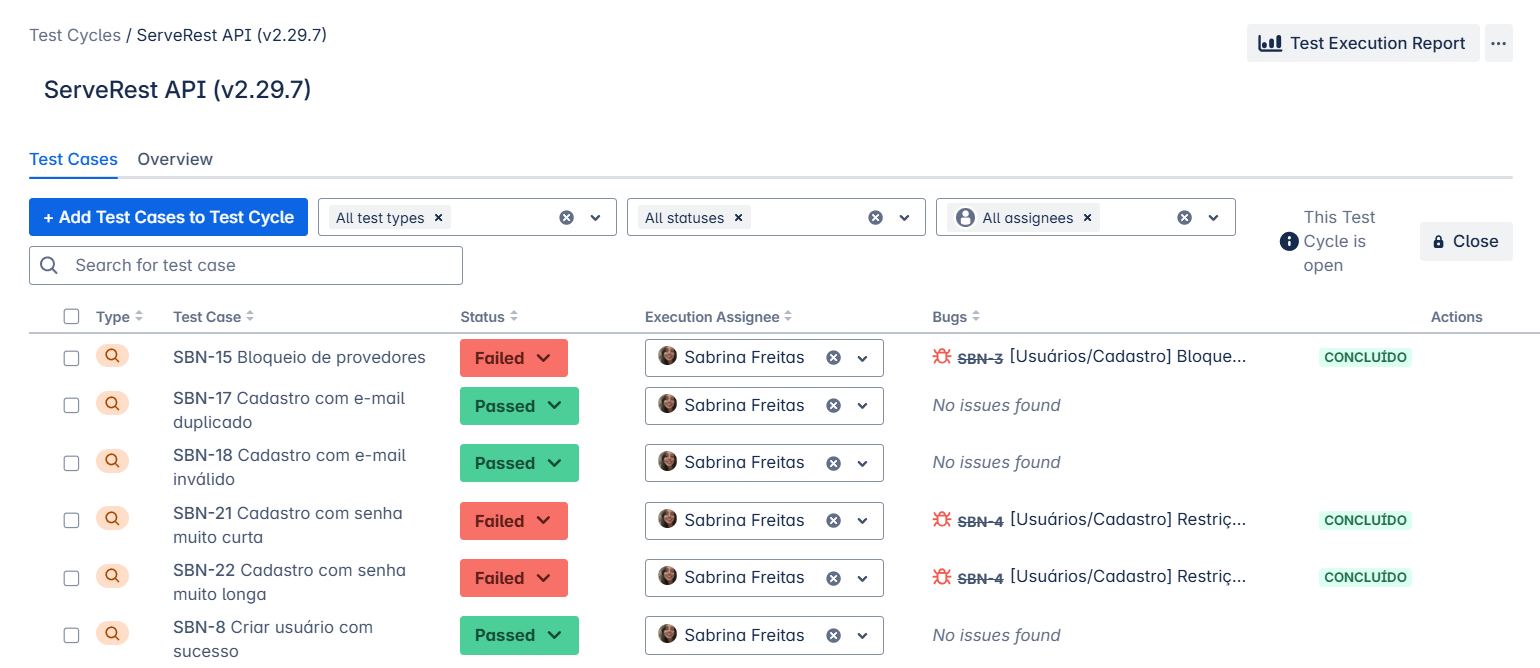 Test Cycles / ServeRest API (v2.29.7)
Test Execution Report
ServeRest API (v2.29.7)
Test Cases Overview
+ Add Test Cases to Test Cycle All test types All statuses All assignees
This Test
Cycle is
open
Close
Search for test case
Type Test Case Status Execution Assignee Bugs Actions
SBN-15 Bloqueio de provedores Failed Sabrina Freitas SBN-3 [Usuários/Cadastro] Bloque... CONCLUÍDO
SBN-17 Cadastro com e-mail
duplicado
Passed Sabrina Freitas No issues found
SBN-18 Cadastro com e-mail
inválido
Passed Sabrina Freitas No issues found
SBN-21 Cadastro com senha
muito curta
Failed Sabrina Freitas SBN-4 [Usuários/Cadastro] Restriç... CONCLUÍDO
SBN-22 Cadastro com senha
muito longa
Failed Sabrina Freitas SBN-4 [Usuários/Cadastro] Restriç... CONCLUÍDO
SBN-8 Criar usuário com
sucesso
Passed Sabrina Freitas No issues found